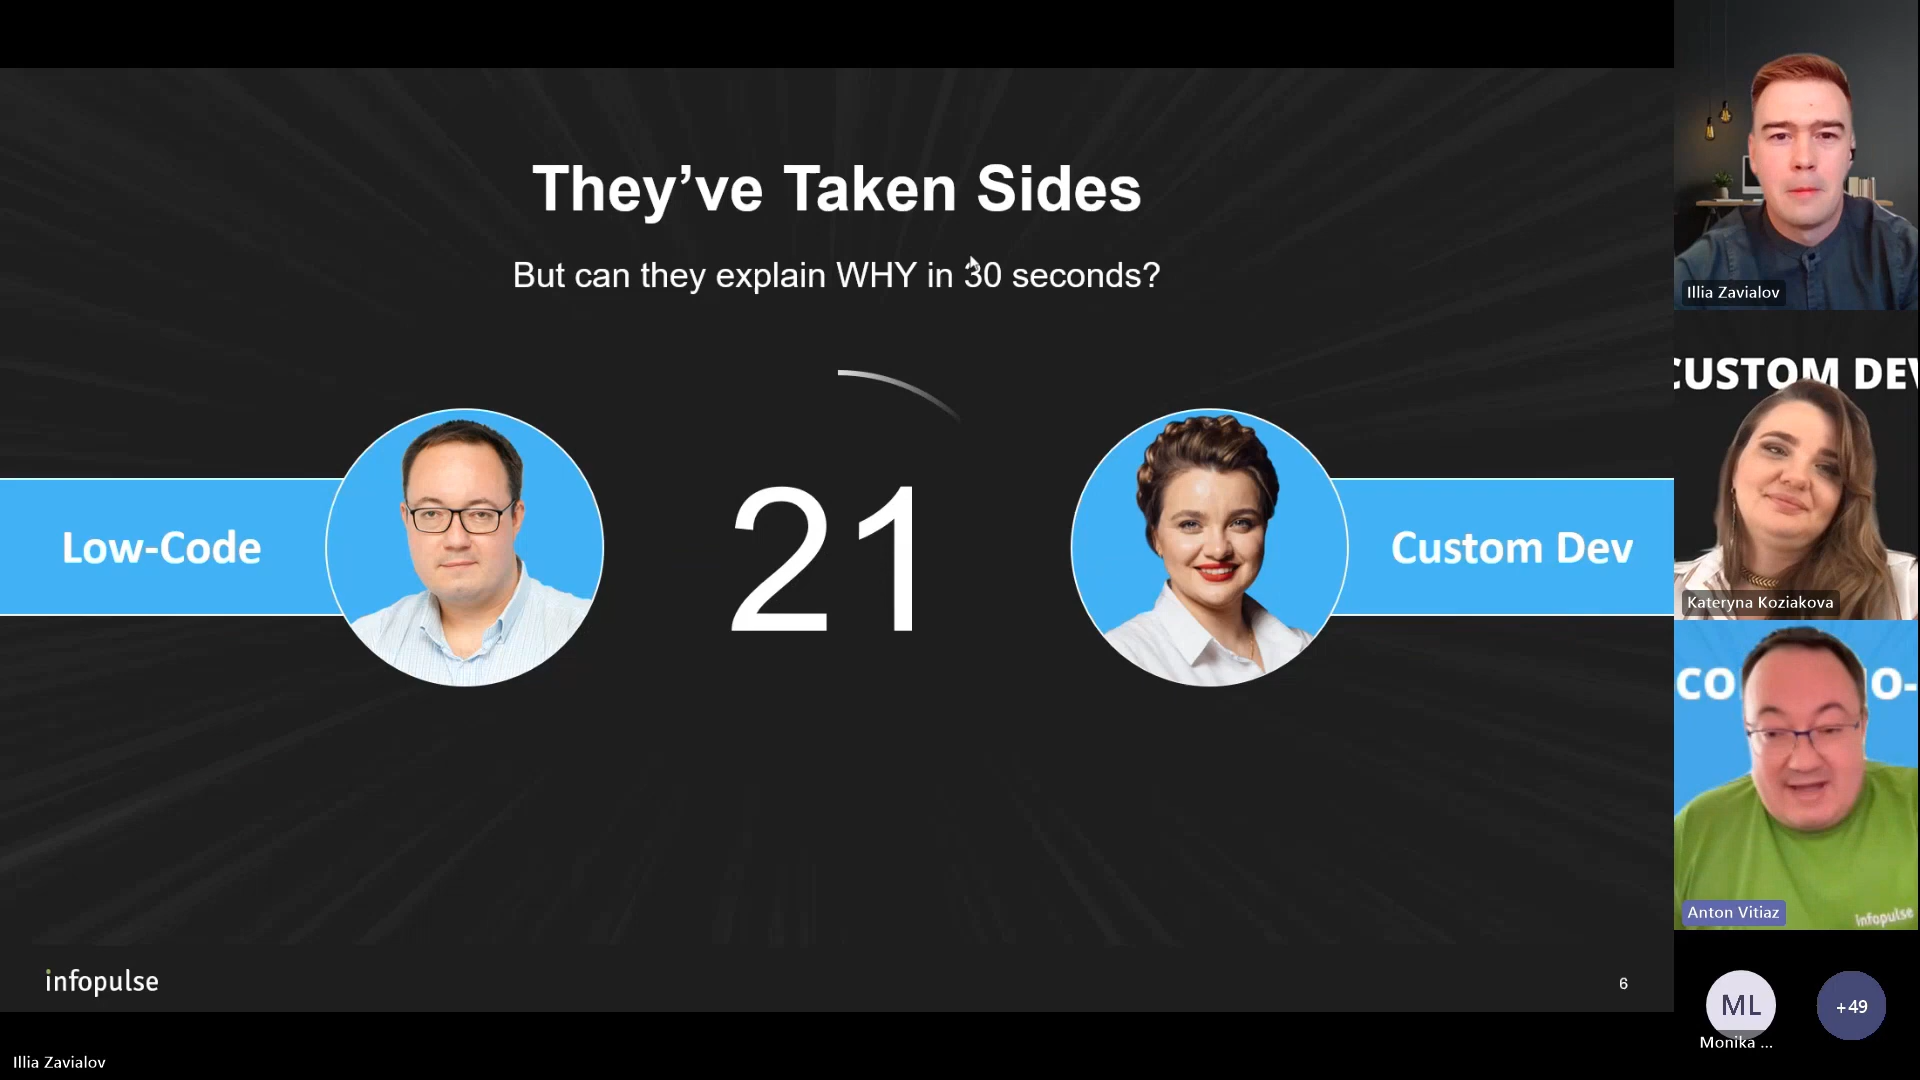 They’ve Taken Sides
But can they explain WHY in 30 seconds?
Low-Code
21
Custom Dev
infopulse
6
Illia Zavialov
Illia Zavialov
CUSTOM DEV
Kateryna Koziakova
CO
O-
Anton Vitiaz
infopulse
ML
Monika ...
+49